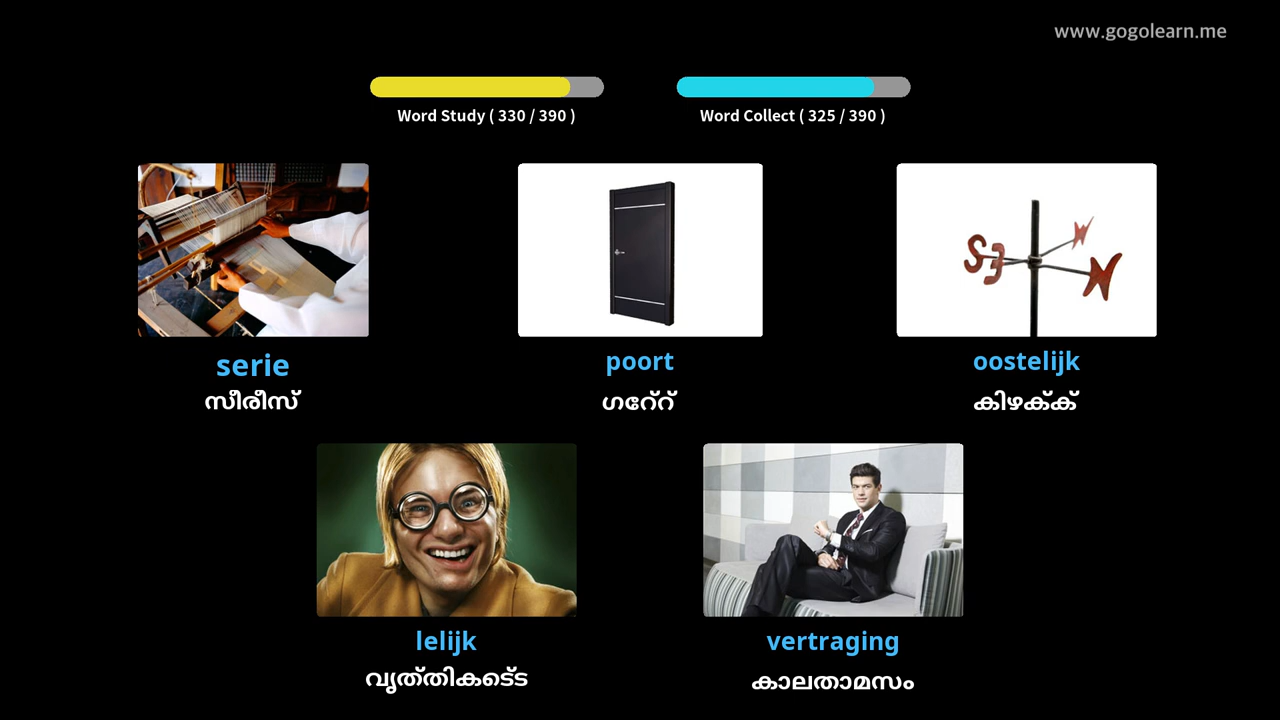 www.gogolearn.me
Word Study ( 330 / 390 )
Word Collect ( 325 / 390 )
serie
സീരീസ്
poort
ഗറ്റേ്
oostelijk
കിഴക്ക്
lelijk
വൃത്തികെട്ട
vertraging
കാലതാമസം